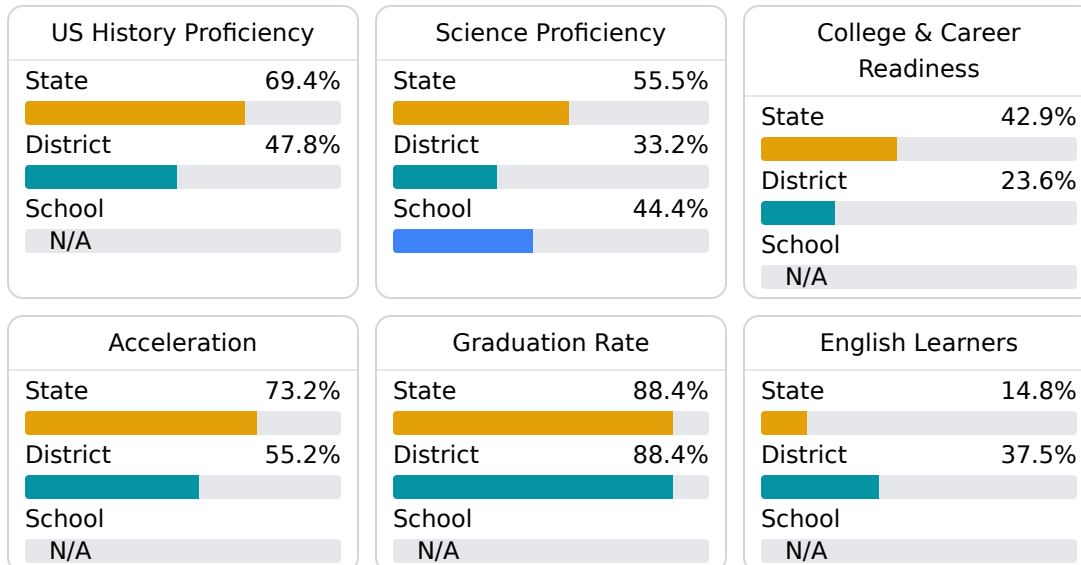 US History Proficiency
State 69.4%
District 47.8%
School
N/A
Science Proficiency
State 55.5%
District 33.2%
School 44.4%
College & Career
Readiness
State 42.9%
District 23.6%
School
N/A
Acceleration
State 73.2%
District 55.2%
School
N/A
Graduation Rate
State 88.4%
District 88.4%
School
N/A
English Learners
State 14.8%
District 37.5%
School
N/A